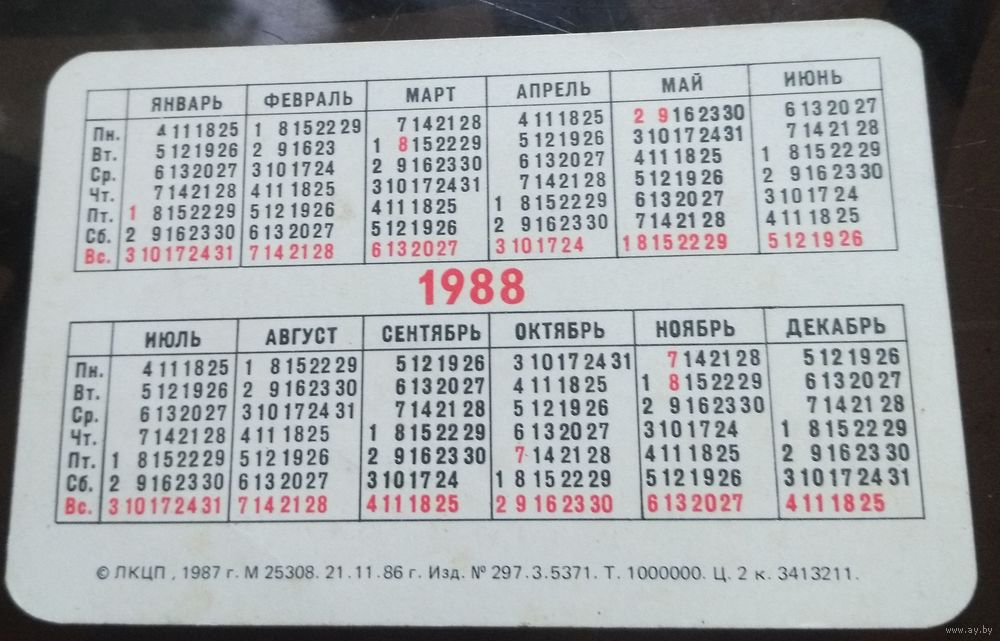 ЯНВАРЬ ФЕВРАЛЬ МАРТ АПРЕЛЬ МАЙ ИЮНЬ
Пн. 4 11 18 25 1 8 15 22 29 7 14 21 28 4 11 18 25 2 9 16 23 30 6 13 20 27
Вт. 5 12 19 26 2 9 16 23 1 8 15 22 29 5 12 19 26 3 10 17 24 31 7 14 21 28
Ср. 6 13 20 27 3 10 17 24 2 9 16 23 30 6 13 20 27 4 11 18 25 1 8 15 22 29
Чт. 7 14 21 28 4 11 18 25 3 10 17 24 31 7 14 21 28 5 12 19 26 2 9 16 23 30
Пт. 1 8 15 22 29 5 12 19 26 4 11 18 25 1 8 15 22 29 6 13 20 27 3 10 17 24
Сб. 2 9 16 23 30 6 13 20 27 5 12 19 26 2 9 16 23 30 7 14 21 28 4 11 18 25
Вс. 3 10 17 24 31 7 14 21 28 6 13 20 27 3 10 17 24 1 8 15 22 29 5 12 19 26
1988
ИЮЛЬ АВГУСТ СЕНТЯБРЬ ОКТЯБРЬ НОЯБРЬ ДЕКАБРЬ
Пн. 4 11 18 25 1 8 15 22 29 5 12 19 26 3 10 17 24 31 7 14 21 28 5 12 19 26
Вт. 5 12 19 26 2 9 16 23 30 6 13 20 27 4 11 18 25 1 8 15 22 29 6 13 20 27
Ср. 6 13 20 27 3 10 17 24 31 7 14 21 28 5 12 19 26 2 9 16 23 30 7 14 21 28
Чт. 7 14 21 28 4 11 18 25 1 8 15 22 29 6 13 20 27 3 10 17 24 1 8 15 22 29
Пт. 1 8 15 22 29 5 12 19 26 2 9 16 23 30 7 14 21 28 4 11 18 25 2 9 16 23 30
Сб. 2 9 16 23 30 6 13 20 27 3 10 17 24 1 8 15 22 29 5 12 19 26 3 10 17 24 31
Вс. 3 10 17 24 31 7 14 21 28 4 11 18 25 2 9 16 23 30 6 13 20 27 4 11 18 25
© ЛКЦП, 1987 г. М 25308. 21.11.86 г. Изд. № 297.3.5371. Т. 1000000. Ц. 2 к. 3413211.
www.ay.by